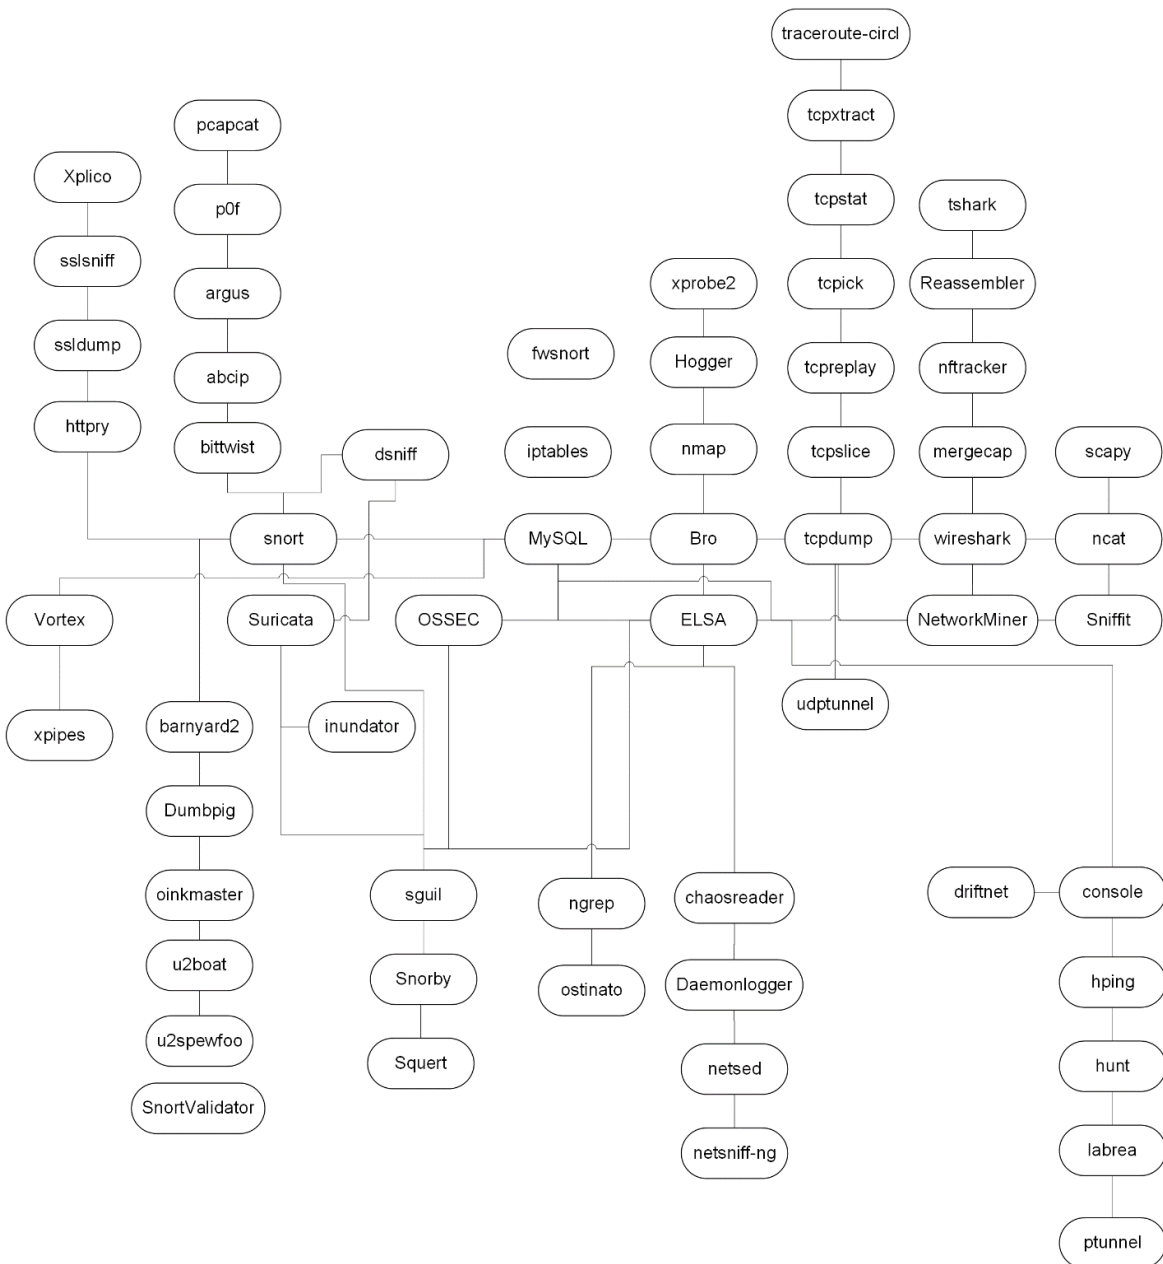 traceroute-circl
tcpxtract
pcapcat
Xplico
tcpstat
tshark
p0f
sslsniff
xprobe2
tcpick
Reassembler
argus
ssldump
fwsnort
Hogger
tcpreplay
nftracker
abcip
httpry
bittwist
dsniff
iptables
nmap
tcpslice
mergecap
scapy
snort
MySQL
Bro
tcpdump
wireshark
ncat
Vortex
Suricata
OSSEC
ELSA
NetworkMiner
Sniffit
udptunnel
xpipes
barnyard2
inundator
Dumbpig
oinkmaster
sguil
ngrep
chaosreader
driftnet
console
u2boat
Snorby
ostinato
Daemonlogger
hping
u2spewfoo
Squert
netsed
hunt
SnortValidator
netsniff-ng
labrea
ptunnel